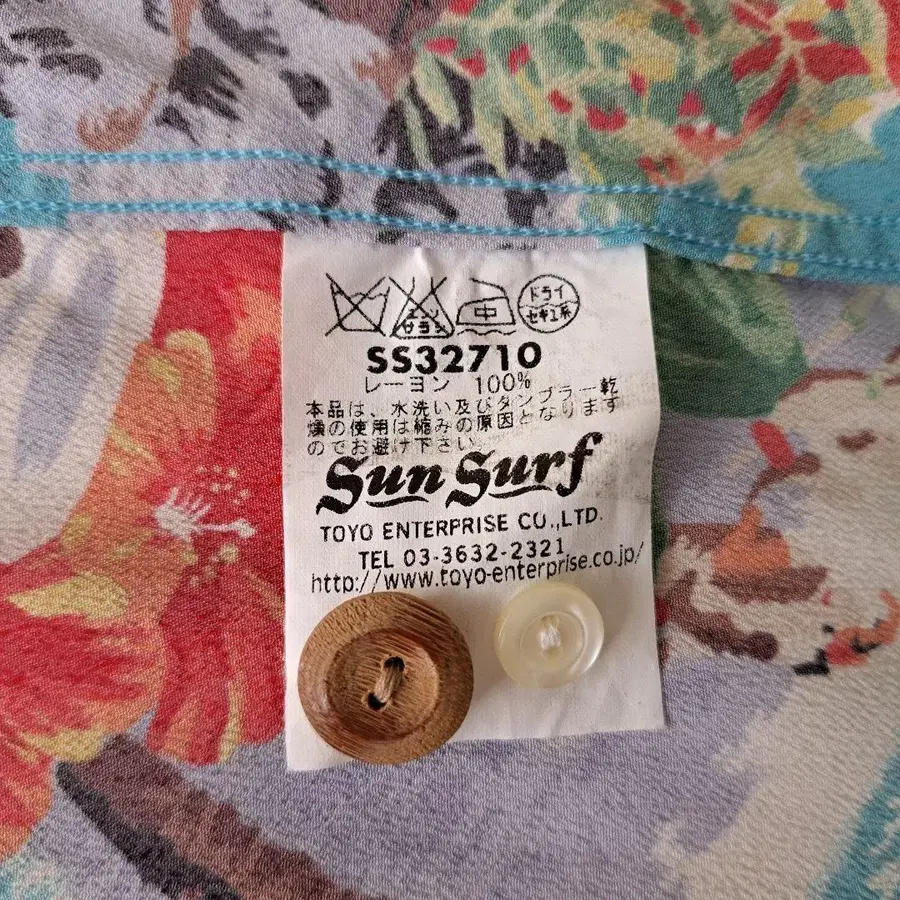 エンソ サラシ 中 ドライ セキユ系
SS32710
レーヨン 100%
本品は、水洗い及びタンブラー乾
燥の使用は縮みの原因となります
のでお避け下さい。
Sun Surf
TOYO ENTERPRISE CO.,LTD.
TEL 03-3632-2321
http://www.toyo-enterprise.co.jp/